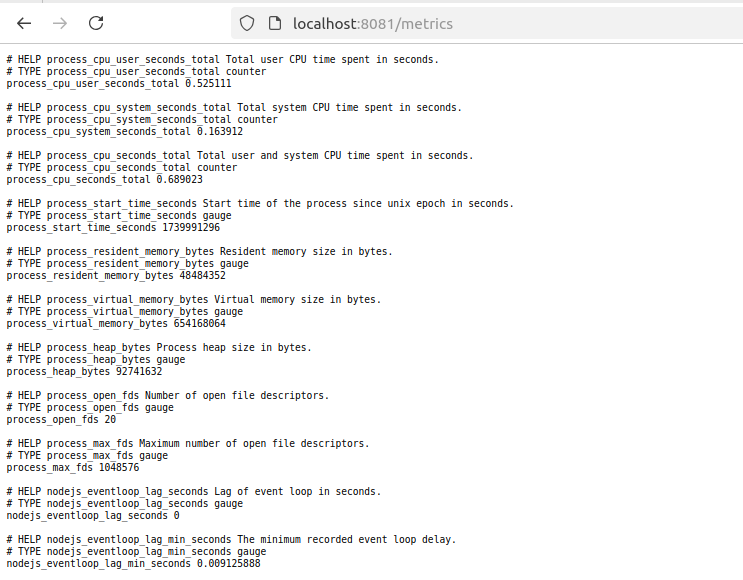 localhost:8081/metrics
# HELP process_cpu_user_seconds_total Total user CPU time spent in seconds.
# TYPE process_cpu_user_seconds_total counter
process_cpu_user_seconds_total 0.525111
# HELP process_cpu_system_seconds_total Total system CPU time spent in seconds.
# TYPE process_cpu_system_seconds_total counter
process_cpu_system_seconds_total 0.163912
# HELP process_cpu_seconds_total Total user and system CPU time spent in seconds.
# TYPE process_cpu_seconds_total counter
process_cpu_seconds_total 0.689023
# HELP process_start_time_seconds Start time of the process since unix epoch in seconds.
# TYPE process_start_time_seconds gauge
process_start_time_seconds 1739991296
# HELP process_resident_memory_bytes Resident memory size in bytes.
# TYPE process_resident_memory_bytes gauge
process_resident_memory_bytes 48484352
# HELP process_virtual_memory_bytes Virtual memory size in bytes.
# TYPE process_virtual_memory_bytes gauge
process_virtual_memory_bytes 654168064
# HELP process_heap_bytes Process heap size in bytes.
# TYPE process_heap_bytes gauge
process_heap_bytes 92741632
# HELP process_open_fds Number of open file descriptors.
# TYPE process_open_fds gauge
process_open_fds 20
# HELP process_max_fds Maximum number of open file descriptors.
# TYPE process_max_fds gauge
process_max_fds 1048576
# HELP nodejs_eventloop_lag_seconds Lag of event loop in seconds.
# TYPE nodejs_eventloop_lag_seconds gauge
nodejs_eventloop_lag_seconds 0
# HELP nodejs_eventloop_lag_min_seconds The minimum recorded event loop delay.
# TYPE nodejs_eventloop_lag_min_seconds gauge
nodejs_eventloop_lag_min_seconds 0.009125888